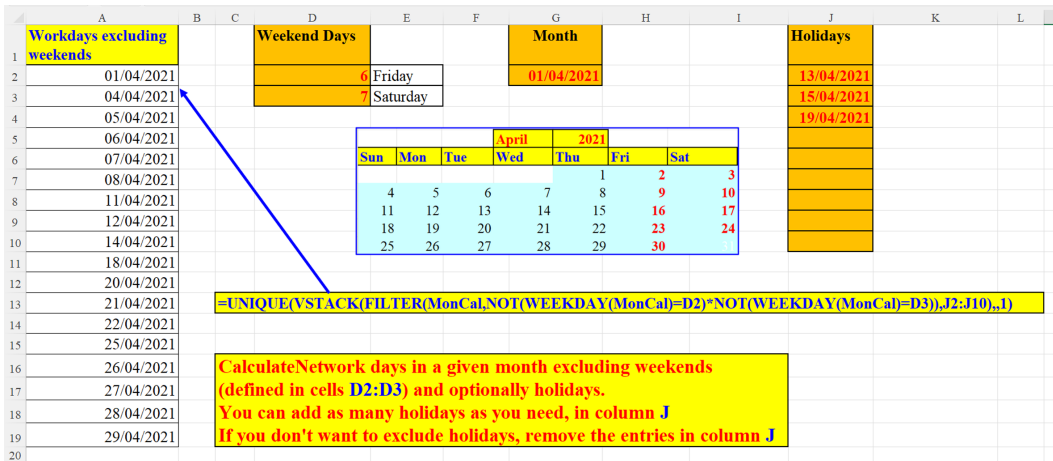 A B C D E F G H I J K L
1 Workdays excluding weekends Weekend Days Month Holidays
2 01/04/2021 6 Friday 01/04/2021 13/04/2021
3 04/04/2021 7 Saturday 15/04/2021
4 05/04/2021 19/04/2021
5 06/04/2021 April 2021
6 07/04/2021 Sun Mon Tue Wed Thu Fri Sat
7 08/04/2021 1 2 3
8 11/04/2021 4 5 6 7 8 9 10
9 12/04/2021 11 12 13 14 15 16 17
10 14/04/2021 18 19 20 21 22 23 24
11 18/04/2021 25 26 27 28 29 30
12 20/04/2021
13 21/04/2021 =UNIQUE(VSTACK(FILTER(MonCal,NOT(WEEKDAY(MonCal)=D2)*NOT(WEEKDAY(MonCal)=D3)),J2:J10),,1)
14 22/04/2021
15 25/04/2021
16 26/04/2021 CalculateNetwork days in a given month excluding weekends
17 27/04/2021 (defined in cells D2:D3) and optionally holidays.
18 28/04/2021 You can add as many holidays as you need, in column J
19 29/04/2021 If you don't want to exclude holidays, remove the entries in column J
20